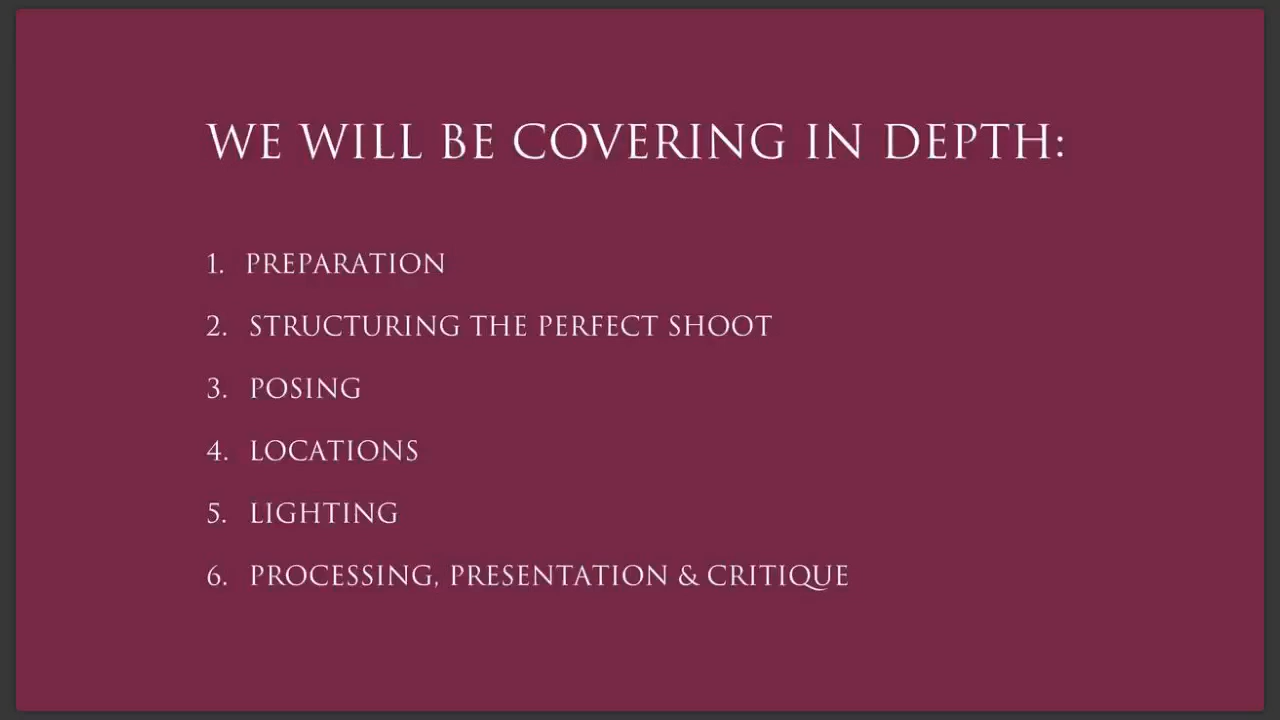 WE WILL BE COVERING IN DEPTH:
1. PREPARATION
2. STRUCTURING THE PERFECT SHOOT
3. POSING
4. LOCATIONS
5. LIGHTING
6. PROCESSING, PRESENTATION & CRITIQUE